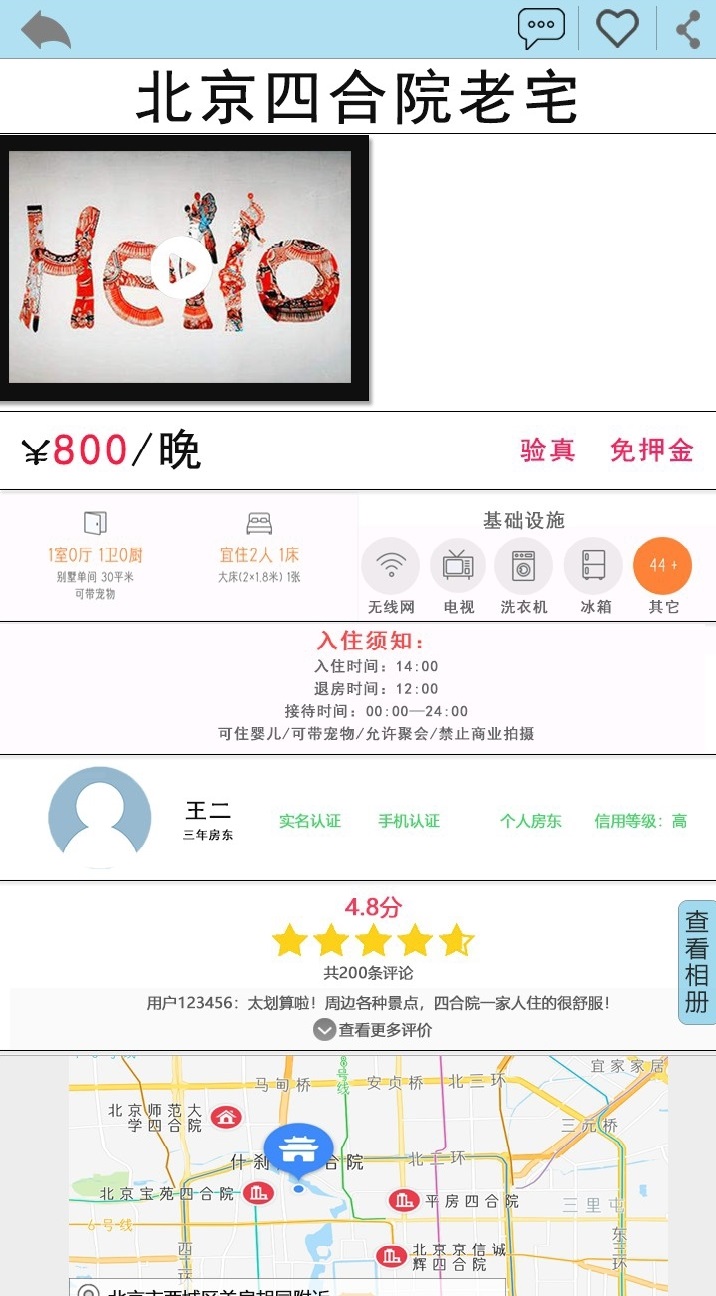 北京四合院老宅
Hello
¥800/晚
验真 免押金
1室0厅 1卫0厨
别墅单间 30平米
可带宠物
宜住2人 1床
大床(2×1.8米) 1张
基础设施
无线网 电视 洗衣机 冰箱
44 +
其它
入住须知：
入住时间：14:00
退房时间：12:00
接待时间：00:00—24:00
可住婴儿/可带宠物/允许聚会/禁止商业拍摄
王二
三年房东
实名认证 手机认证 个人房东 信用等级：高
4.8分
共200条评论
查看相册
用户123456：太划算啦！周边各种景点，四合院一家人住的很舒服！
查看更多评价
8号线
宜家家居
马甸桥 安贞桥 北三环
北京师范大
学四合院
三元桥
什刹 合院
北二环
北京宝苑四合院
平房四合院
三里屯
6号线
西二环
东三环
北京京信诚
辉四合院